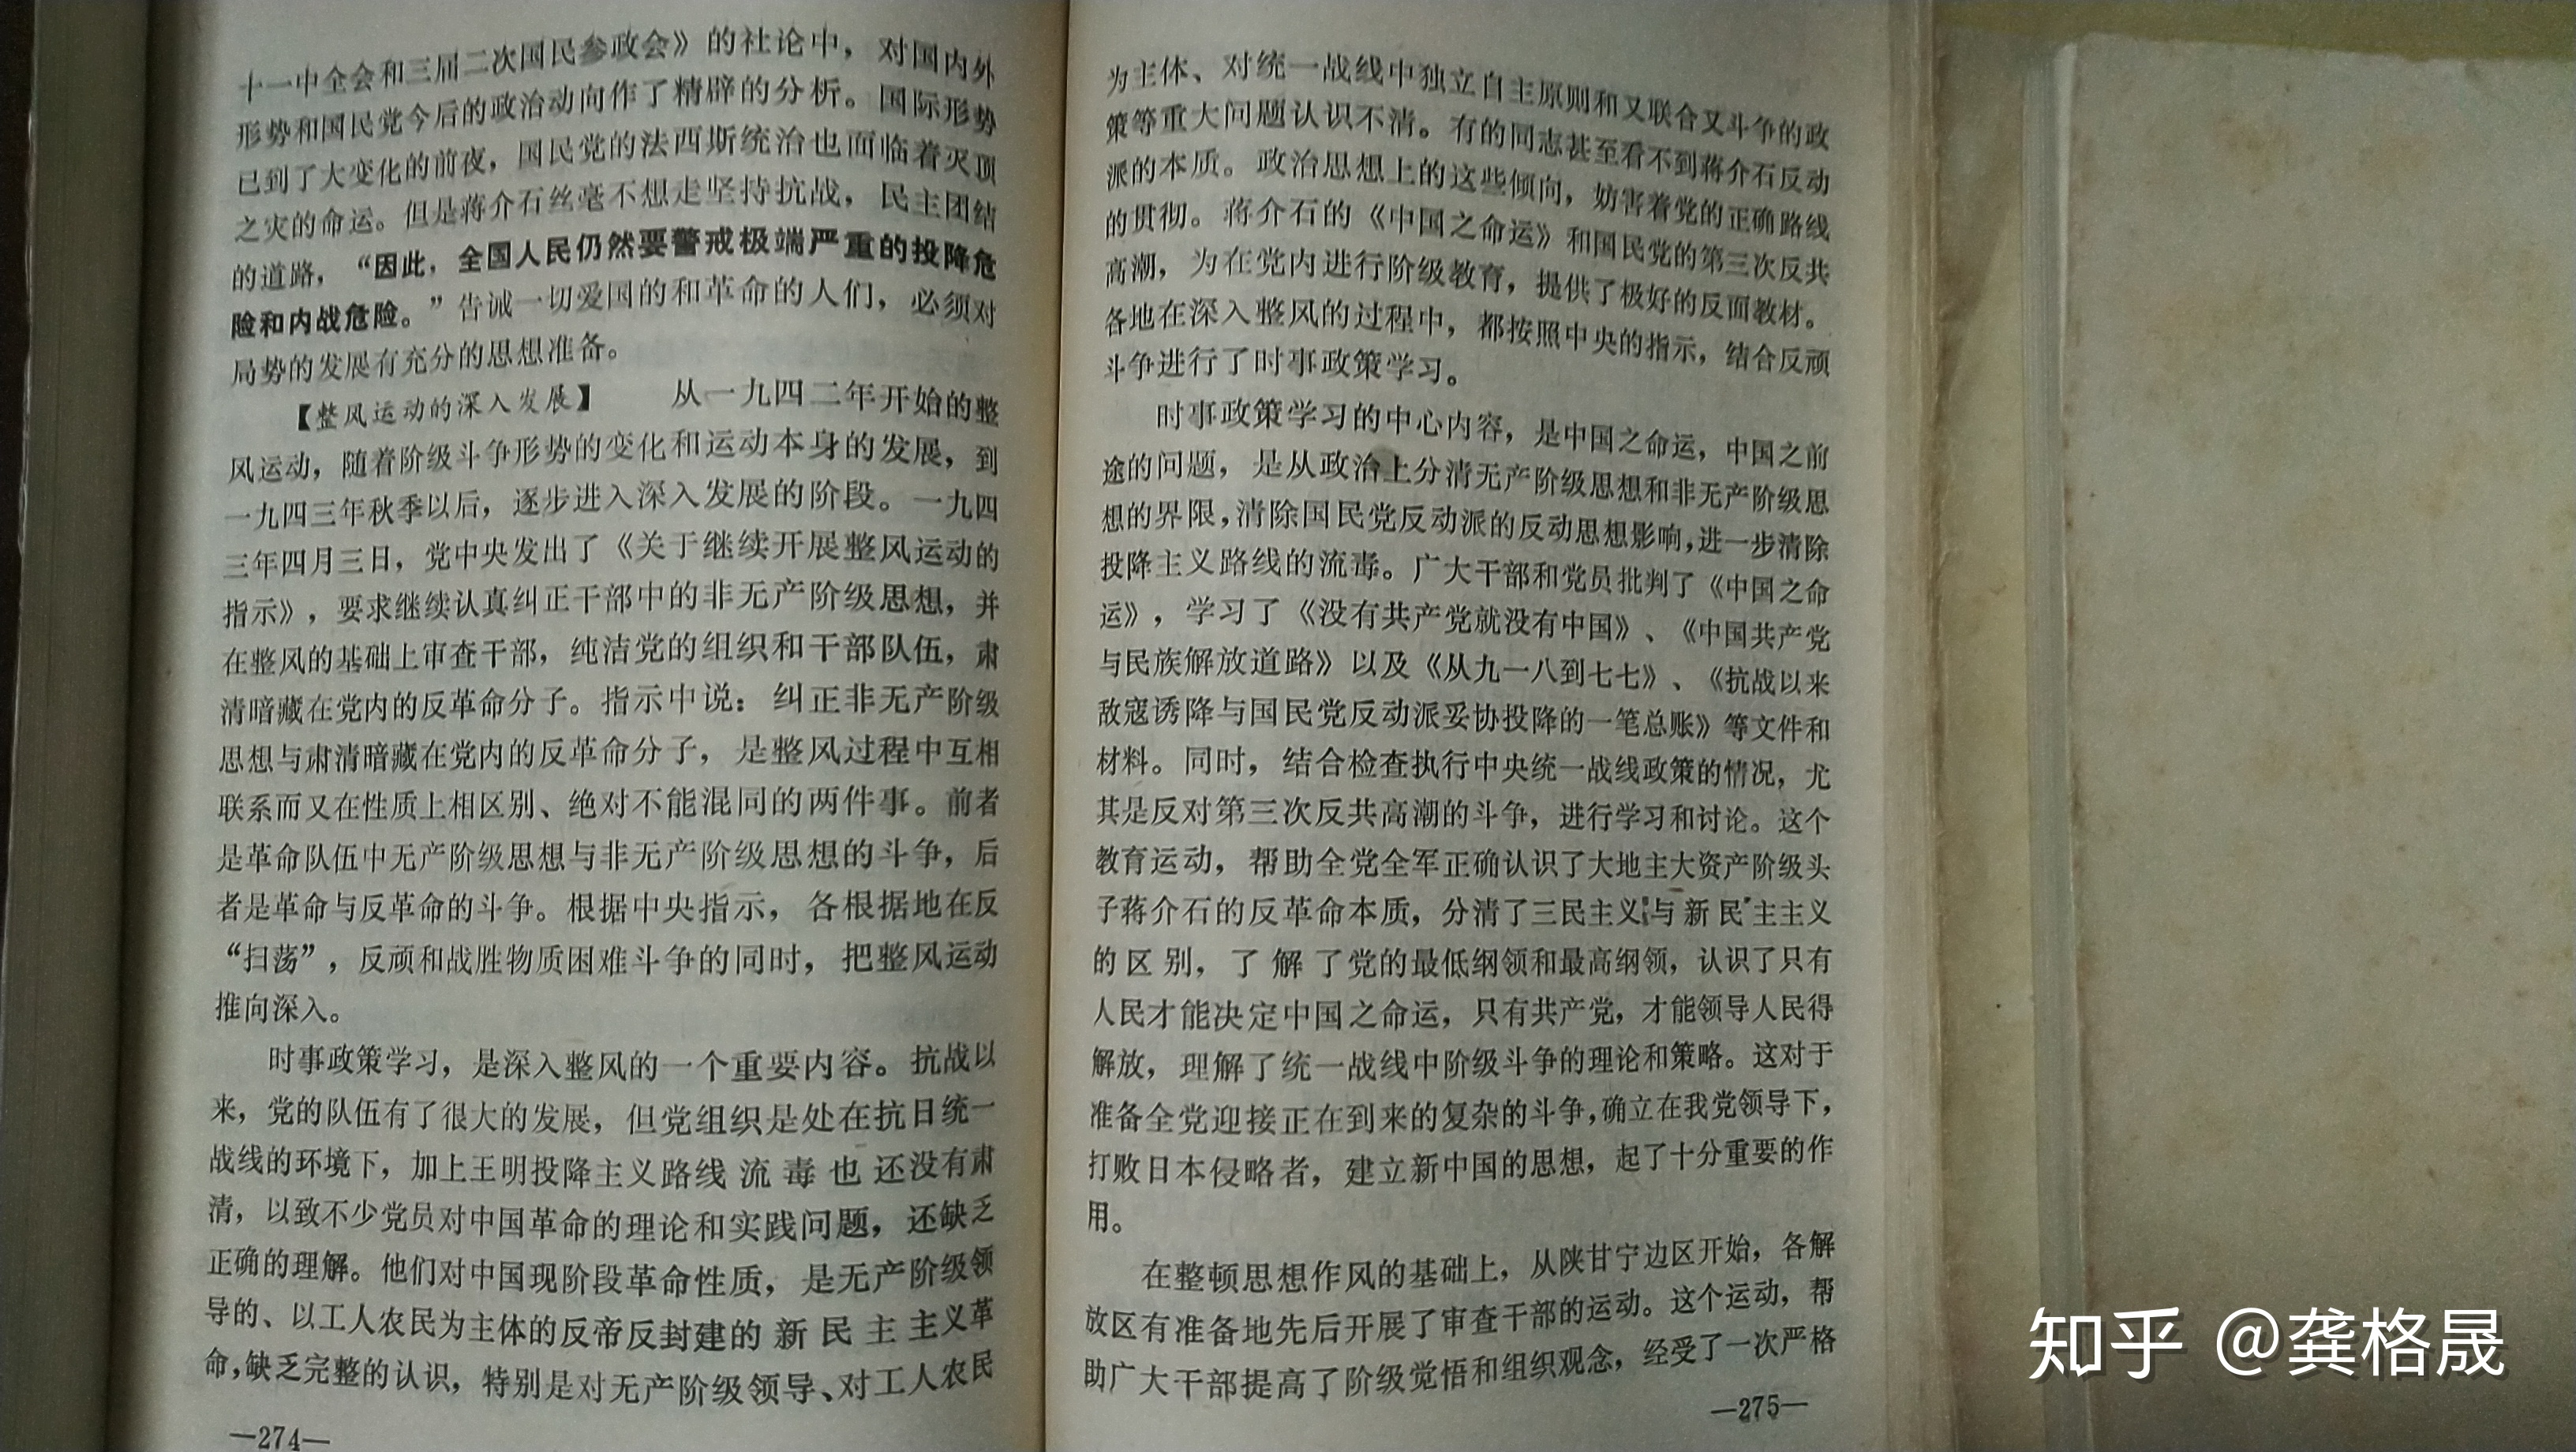 十一中全会和三届二次国民参政会》的社论中，对国内外
形势和国民党今后的政治动向作了精辟的分析。国际形势
已到了大变化的前夜，国民党的法西斯统治也面临着灭顶
之灾的命运。但是蒋介石丝毫不想走坚持抗战，民主团结
的道路，“因此，全国人民仍然要警戒极端严重的投降危
险和内战危险。”告诫一切爱国的和革命的人们，必须对
局势的发展有充分的思想准备。
【整风运动的深入发展】 从一九四二年开始的整
风运动，随着阶级斗争形势的变化和运动本身的发展，到
一九四三年秋季以后，逐步进入深入发展的阶段。一九四
三年四月三日，党中央发出了《关于继续开展整风运动的
指示》，要求继续认真纠正干部中的非无产阶级思想，并
在整风的基础上审查干部，纯洁党的组织和干部队伍，肃
清暗藏在党内的反革命分子。指示中说：纠正非无产阶级
思想与肃清暗藏在党内的反革命分子，是整风过程中互相
联系而又在性质上相区别、绝对不能混同的两件事。前者
是革命队伍中无产阶级思想与非无产阶级思想的斗争，后
者是革命与反革命的斗争。根据中央指示，各根据地在反
“扫荡”，反顽和战胜物质困难斗争的同时，把整风运动
推向深入。
时事政策学习，是深入整风的一个重要内容。抗战以
来，党的队伍有了很大的发展，但党组织是处在抗日统一
战线的环境下，加上王明投降主义路线流毒也还没有肃
清，以致不少党员对中国革命的理论和实践问题，还缺乏
正确的理解。他们对中国现阶段革命性质，是无产阶级领
导的、以工人农民为主体的反帝反封建的新民主主义革
命，缺乏完整的认识，特别是对无产阶级领导、对工人农民
—274—
为主体、对统一战线中独立自主原则和又联合又斗争的政
策等重大问题认识不清。有的同志甚至看不到蒋介石反动
派的本质。政治思想上的这些倾向，妨害着党的正确路线
的贯彻。蒋介石的《中国之命运》和国民党的第三次反共
高潮，为在党内进行阶级教育，提供了极好的反面教材。
各地在深入整风的过程中，都按照中央的指示，结合反顽
斗争进行了时事政策学习。
时事政策学习的中心内容，是中国之命运，中国之前
途的问题，是从政治上分清无产阶级思想和非无产阶级思
想的界限，清除国民党反动派的反动思想影响，进一步清除
投降主义路线的流毒。广大干部和党员批判了《中国之命
运》，学习了《没有共产党就没有中国》、《中国共产党
与民族解放道路》以及《从九一八到七七》、《抗战以来
敌寇诱降与国民党反动派妥协投降的一笔总账》等文件和
材料。同时，结合检查执行中央统一战线政策的情况，尤
其是反对第三次反共高潮的斗争，进行学习和讨论。这个
教育运动，帮助全党全军正确认识了大地主大资产阶级头
子蒋介石的反革命本质，分清了三民主义与新民主主义
的区别，了解了党的最低纲领和最高纲领，认识了只有
人民才能决定中国之命运，只有共产党，才能领导人民得
解放，理解了统一战线中阶级斗争的理论和策略。这对于
准备全党迎接正在到来的复杂的斗争，确立在我党领导下，
打败日本侵略者，建立新中国的思想，起了十分重要的作
用。
在整顿思想作风的基础上，从陕甘宁边区开始，各解
放区有准备地先后开展了审查干部的运动。这个运动，帮
助广大干部提高了阶级觉悟和组织观念，经受了一次严格
—275—
知乎 @龚格晟